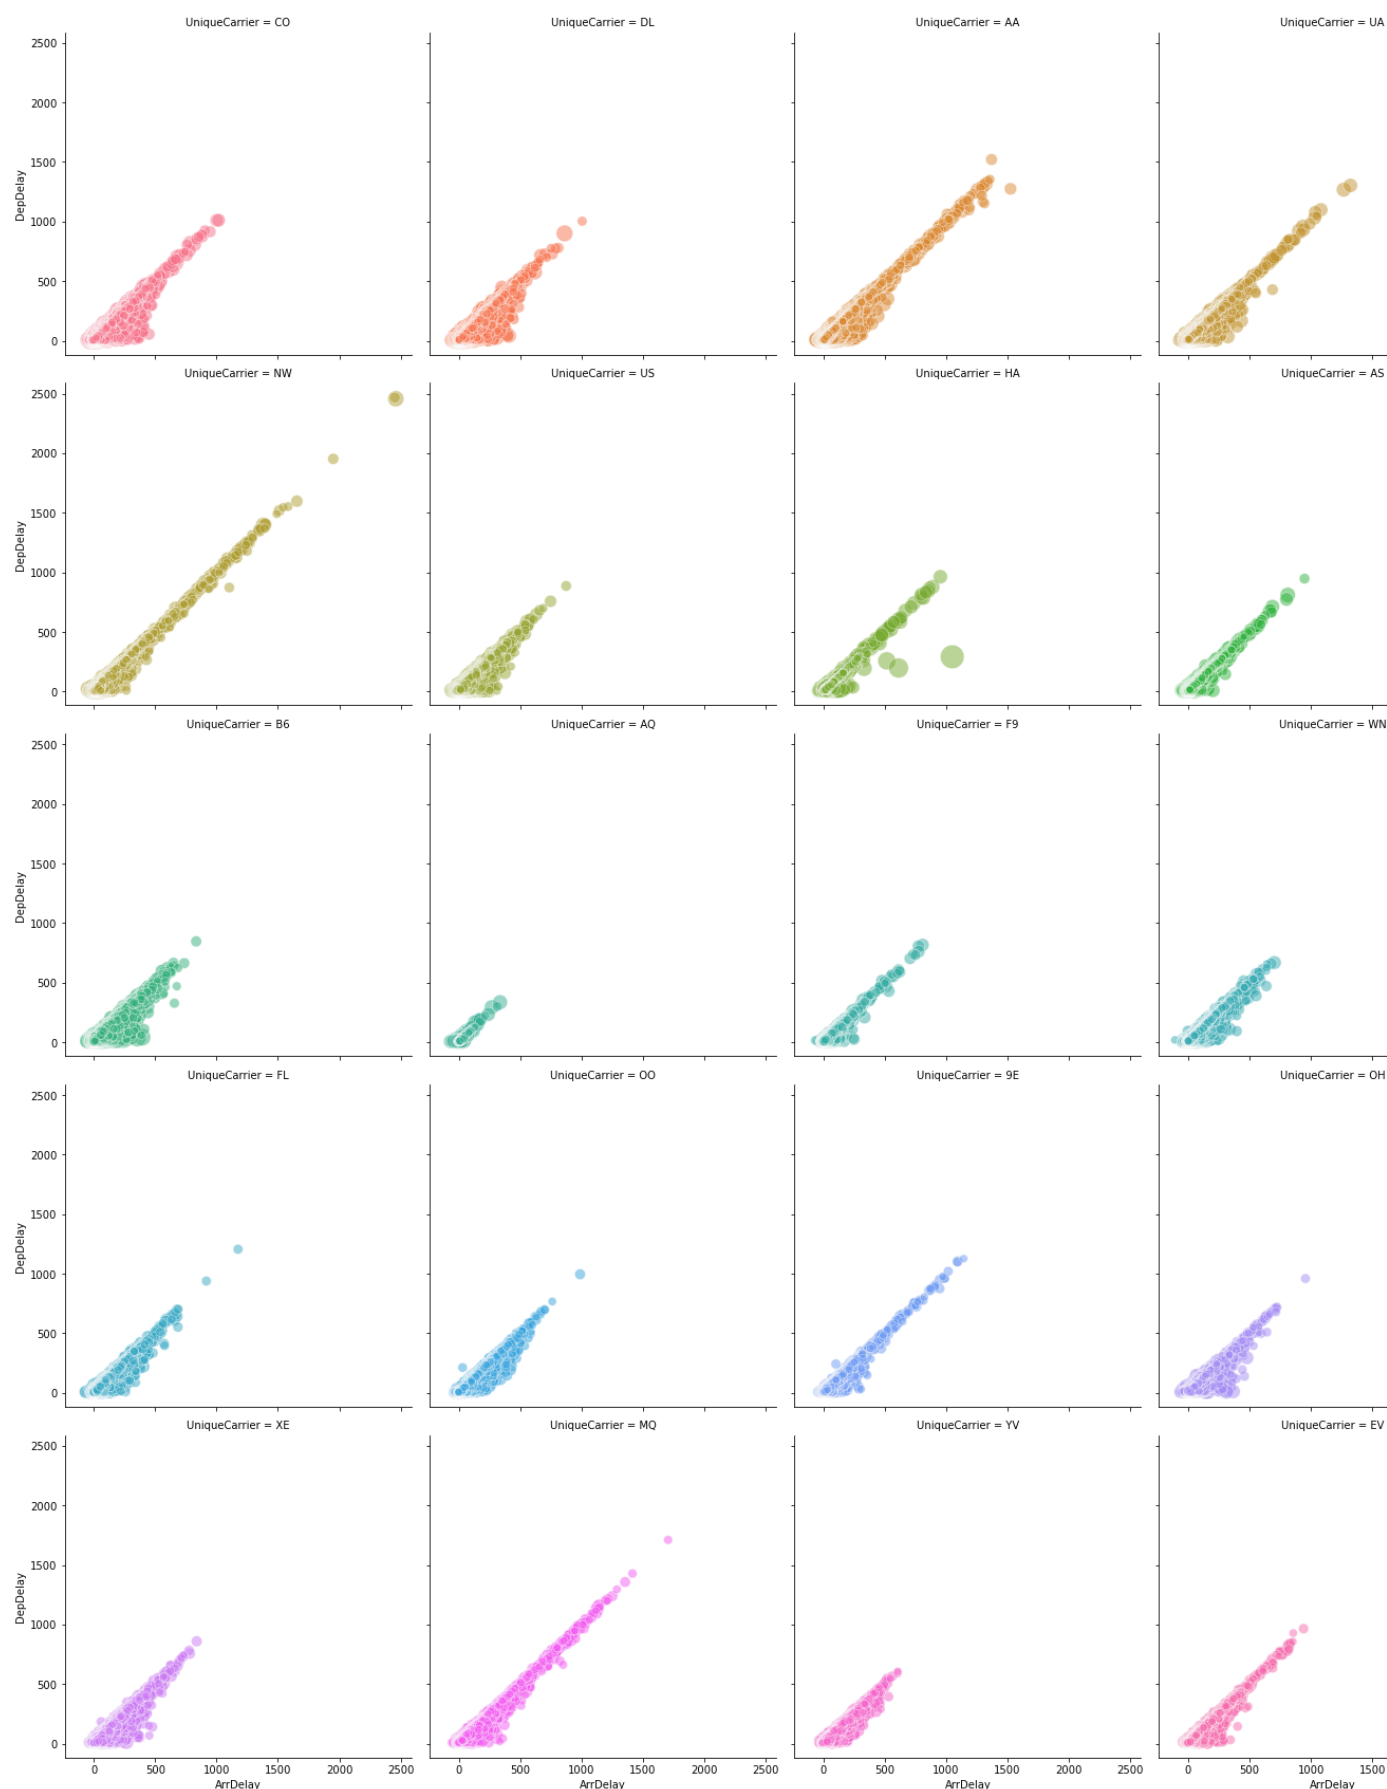 UniqueCarrier = CO
UniqueCarrier = DL
UniqueCarrier = AA
UniqueCarrier = UA
2500
2000
1500
1000
500
0
DepDelay
UniqueCarrier = NW
UniqueCarrier = US
UniqueCarrier = HA
UniqueCarrier = AS
2500
2000
1500
1000
500
0
DepDelay
UniqueCarrier = B6
UniqueCarrier = AQ
UniqueCarrier = F9
UniqueCarrier = WN
2500
2000
1500
1000
500
0
DepDelay
UniqueCarrier = FL
UniqueCarrier = OO
UniqueCarrier = 9E
UniqueCarrier = OH
2500
2000
1500
1000
500
0
DepDelay
UniqueCarrier = XE
UniqueCarrier = MQ
UniqueCarrier = YV
UniqueCarrier = EV
2500
2000
1500
1000
500
0
DepDelay
0 500 1000 1500 2000 2500
0 500 1000 1500 2000 2500
0 500 1000 1500 2000 2500
0 500 1000 1500
ArrDelay
ArrDelay
ArrDelay
ArrDelay